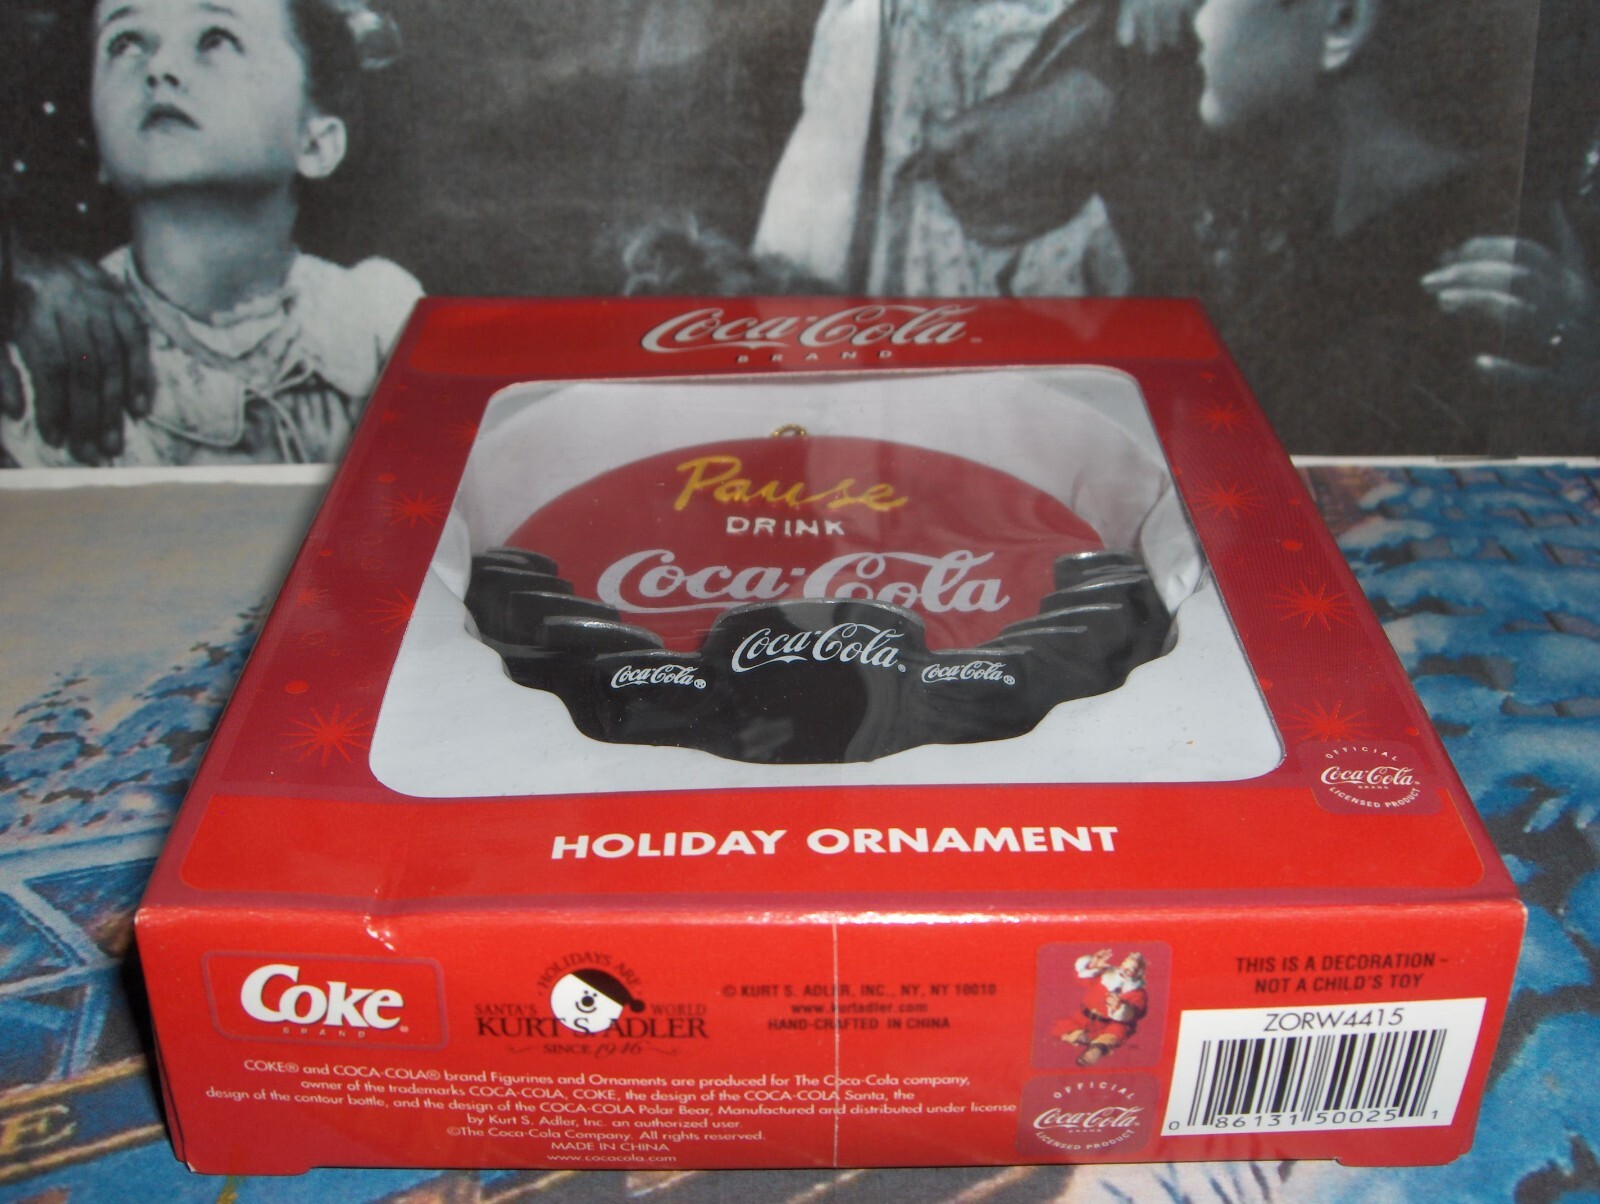 Coca-Cola®
BRAND
Pause
DRINK
Coca-Cola
Coca-Cola®
Coca-Cola®
Coca-Cola®
OFFICIAL
Coca-Cola
BRAND
LICENSED PRODUCT
HOLIDAY ORNAMENT
Coke®
BRAND
HOLIDAYS ARE
SANTA'S WORLD
KURT S. ADLER
SINCE 1946
© KURT S. ADLER, INC., NY, NY 10010
www.kurtadler.com
HAND-CRAFTED IN CHINA
THIS IS A DECORATION ~
NOT A CHILD'S TOY
ZORW4415
0 86131 50025 1
COKE® and COCA-COLA® brand Figurines and Ornaments are produced for The Coca-Cola company,
owner of the trademarks COCA-COLA, COKE, the design of the COCA-COLA Santa, the
design of the contour bottle, and the design of the COCA-COLA Polar Bear, Manufactured and distributed under license
by Kurt S. Adler, Inc. an authorized user.
©The Coca-Cola Company. All rights reserved.
MADE IN CHINA
www.cocacola.com
OFFICIAL
Coca-Cola
BRAND
LICENSED PRODUCT
E